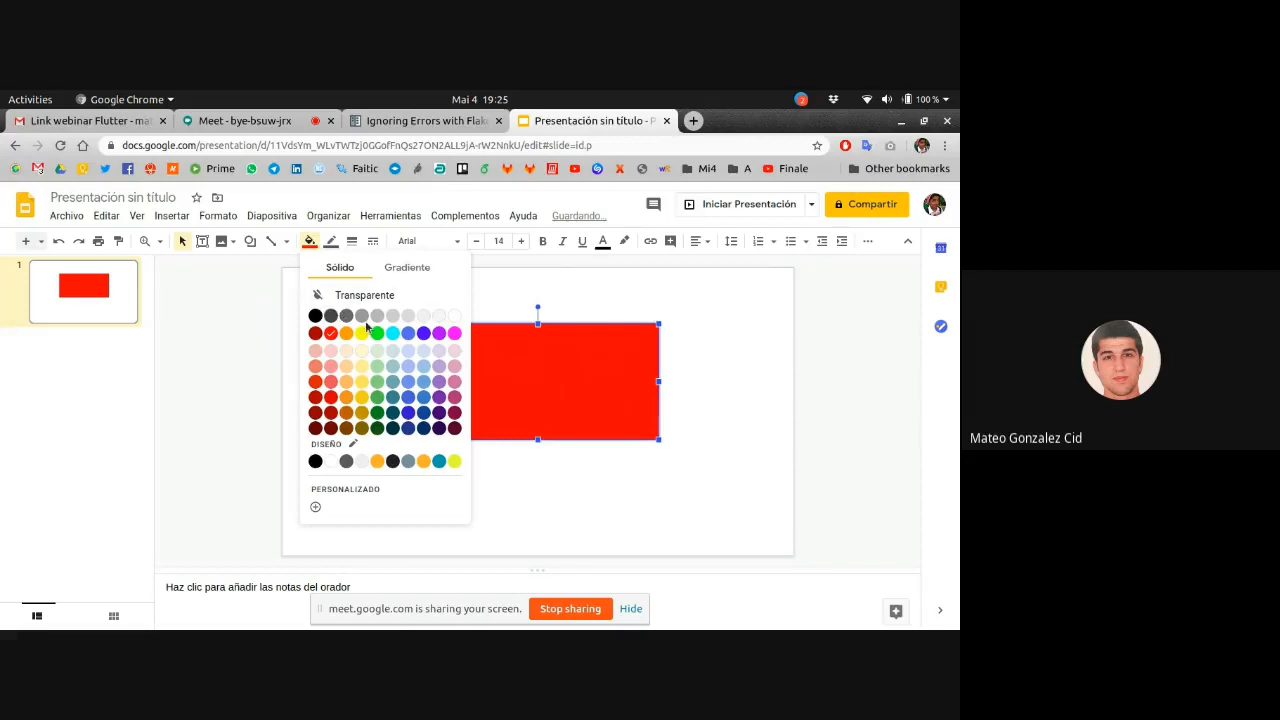 Activities Google Chrome Mai 4 19:25 2 100 %
Link webinar Flutter - mat Meet - bye-bsuw-jrx Ignoring Errors with Flake Presentación sin título - P
docs.google.com/presentation/d/11VdsYm_WLvTWTzj0GGofFnQs27ON2ALL9jA-rW2NnkU/edit#slide=id.p
Prime Faitic Mi4 A Finale Other bookmarks
Presentación sin título
Archivo Editar Ver Insertar Formato Diapositiva Organizar Herramientas Complementos Ayuda Guardando...
Iniciar Presentación Compartir
Arial 14 B I U A
1
Sólido Gradiente
Transparente
DISEÑO
PERSONALIZADO
Haz clic para añadir las notas del orador
meet.google.com is sharing your screen. Stop sharing Hide
Mateo Gonzalez Cid